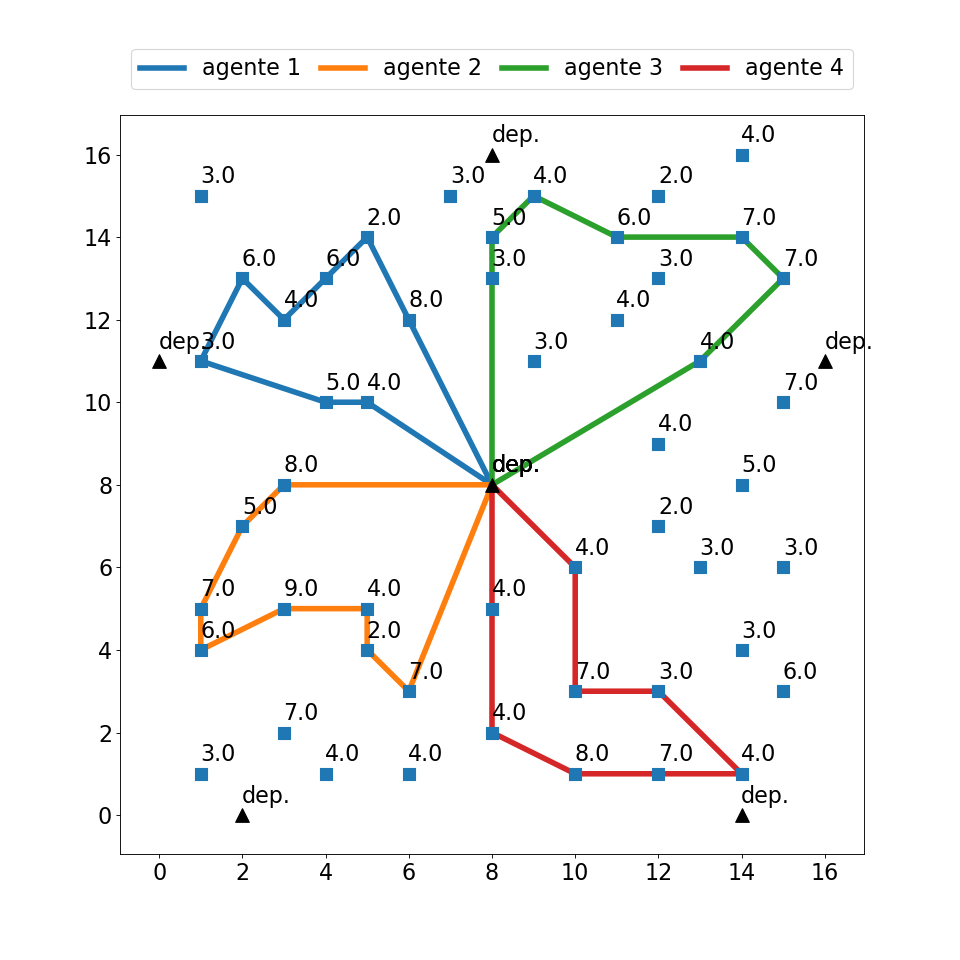 agente 1 agente 2 agente 3 agente 4
dep. 4.0
16
3.0 3.0 4.0 2.0
2.0 5.0 6.0 7.0
14
6.0 6.0 3.0 3.0 7.0
4.0 8.0 4.0
12
dep. 3.0 3.0 4.0 dep.
5.0 4.0 7.0
10
4.0
8.0 dep. 5.0
8
5.0 2.0
4.0 3.0 3.0
6
7.0 9.0 4.0 4.0
6.0 2.0 3.0
4
7.0 7.0 3.0 6.0
7.0 4.0
2
3.0 4.0 4.0 8.0 7.0 4.0
dep. dep.
0
0 2 4 6 8 10 12 14 16